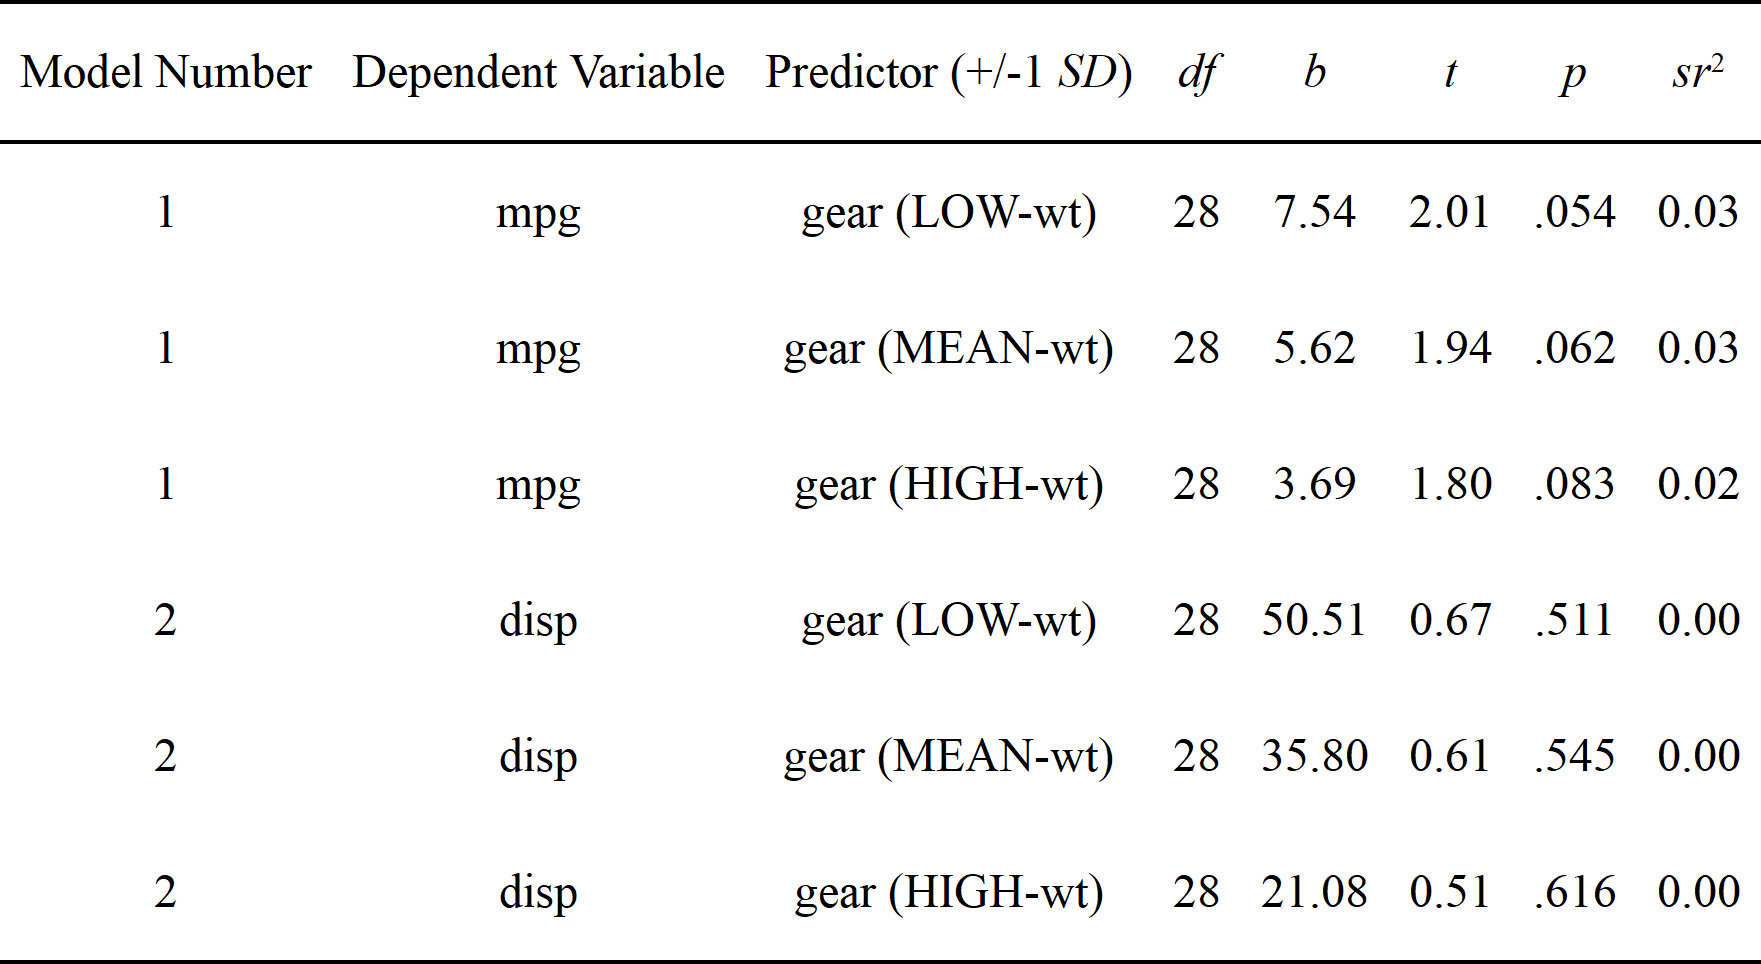 Model Number Dependent Variable Predictor (+/-1 SD) df b t p sr²
1 mpg gear (LOW-wt) 28 7.54 2.01 .054 0.03
1 mpg gear (MEAN-wt) 28 5.62 1.94 .062 0.03
1 mpg gear (HIGH-wt) 28 3.69 1.80 .083 0.02
2 disp gear (LOW-wt) 28 50.51 0.67 .511 0.00
2 disp gear (MEAN-wt) 28 35.80 0.61 .545 0.00
2 disp gear (HIGH-wt) 28 21.08 0.51 .616 0.00